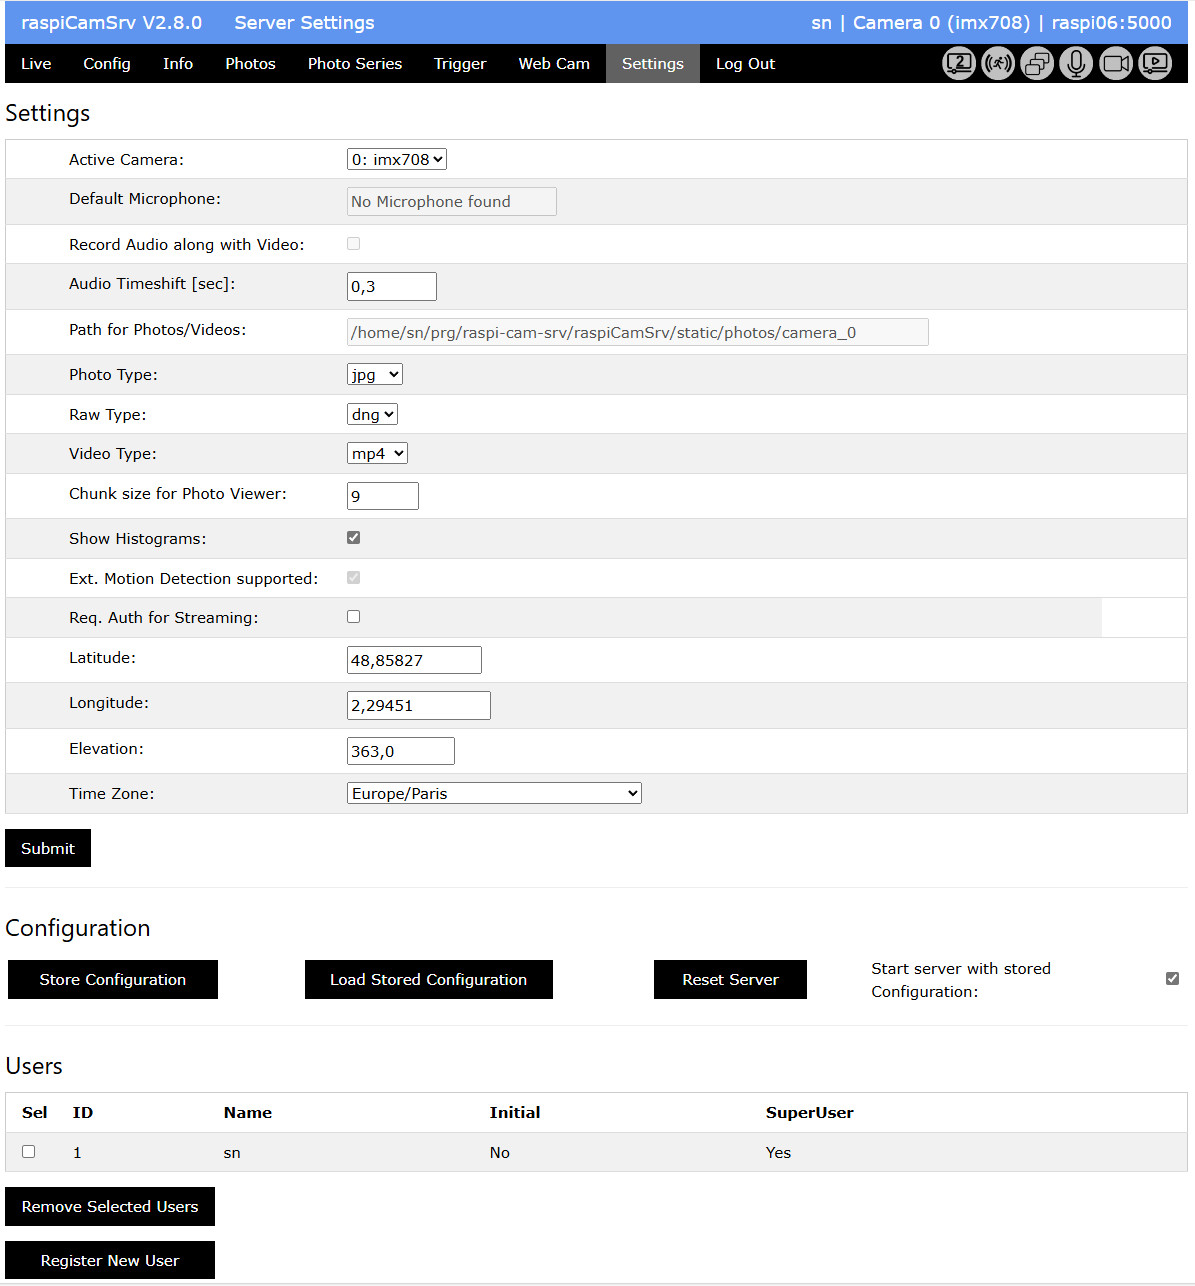 raspiCamSrv V2.8.0 Server Settings sn | Camera 0 (imx708) | raspi06:5000
Live Config Info Photos Photo Series Trigger Web Cam Settings Log Out 2
Settings
Active Camera: 0: imx708
Default Microphone: No Microphone found
Record Audio along with Video:
Audio Timeshift [sec]: 0,3
Path for Photos/Videos: /home/sn/prg/raspi-cam-srv/raspiCamSrv/static/photos/camera_0
Photo Type: jpg
Raw Type: dng
Video Type: mp4
Chunk size for Photo Viewer: 9
Show Histograms:
Ext. Motion Detection supported:
Req. Auth for Streaming:
Latitude: 48,85827
Longitude: 2,29451
Elevation: 363,0
Time Zone: Europe/Paris
Submit
Configuration
Store Configuration Load Stored Configuration Reset Server Start server with stored
Configuration:
Users
Sel ID Name Initial SuperUser
1 sn No Yes
Remove Selected Users
Register New User